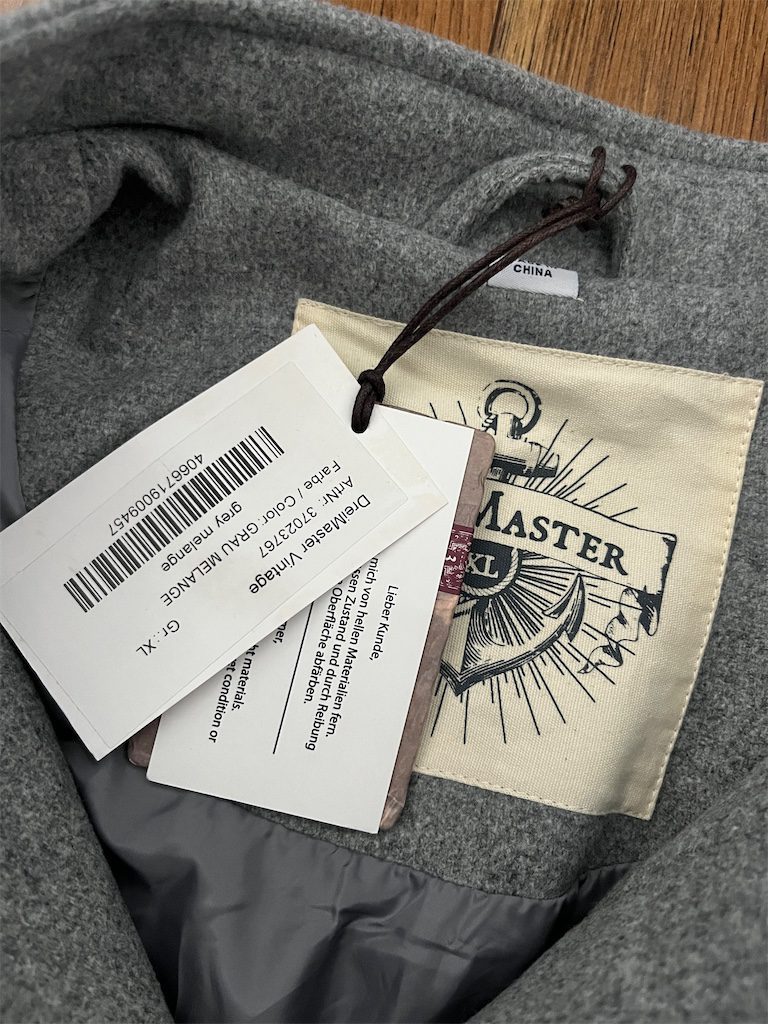 CHINA
MASTER
XL
DreiMaster Vintage
ArtNr.: 37023767
Farbe / Color: GRAU MELANGE
grey melange
Gr.: XL
4066719009457
Lieber Kunde,
mich von hellen Materialien fern.
Zustand und durch Reibung
Oberfläche abfärben.
materials.
condition or